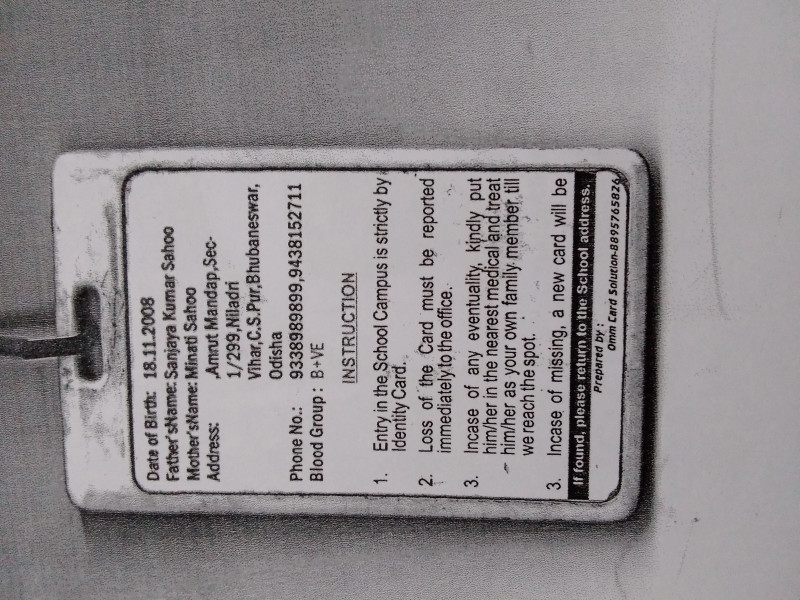 Date of Birth: 18.11.2008
Father'sName: Sanjaya Kumar Sahoo
Mother'sName: Minati Sahoo
Address: ,Amrut Mandap,Sec-
1/299,Niladri
Vihar,C.S.Pur,Bhubaneswar,
Odisha
Phone No.: 9338989899,9438152711
Blood Group : B+VE
INSTRUCTION
1. Entry in the School Campus is strictly by
Identity Card.
2. Loss of the Card must be reported
immediately to the office.
3. Incase of any eventuality, kindly put
him/her in the nearest medical and treat
him/her as your own family member, till
we reach the spot.
3. Incase of missing, a new card will be
If found, please return to the School address.
Prepared by :
Omm Card Solution-8895765826